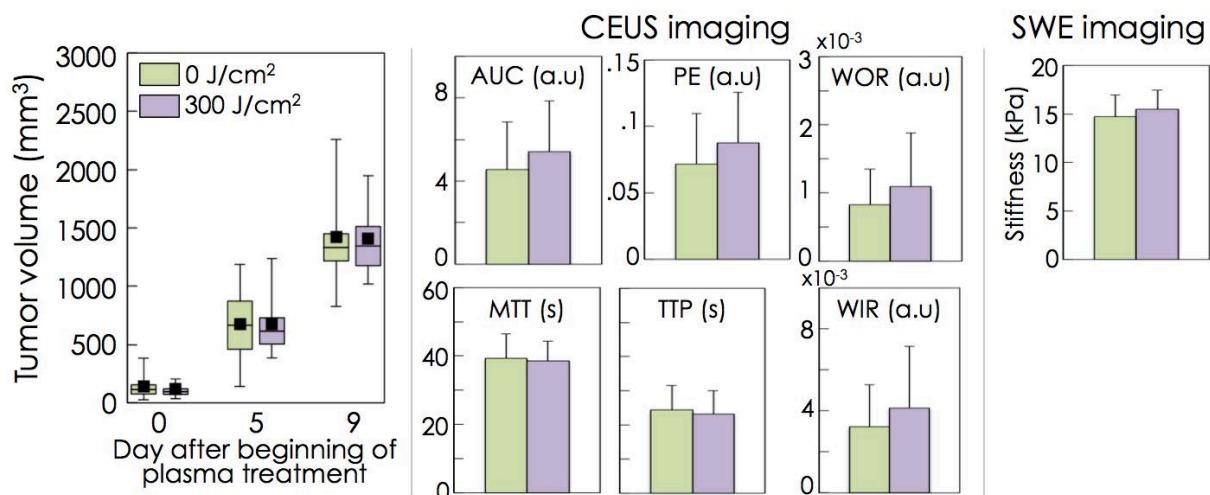 CEUS imaging
SWE imaging
Tumor volume (mm³)
3000
2500
2000
1500
1000
500
0
0 J/cm²
300 J/cm²
0 5 9
Day after beginning of
plasma treatment
AUC (a.u)
8
4
0
PE (a.u)
.15
.1
.05
0
x10⁻³
WOR (a.u)
3
2
1
0
MTT (s)
60
40
20
0
TTP (s)
x10⁻³
WIR (a.u)
8
4
0
Stiffness (kPa)
20
15
10
5
0